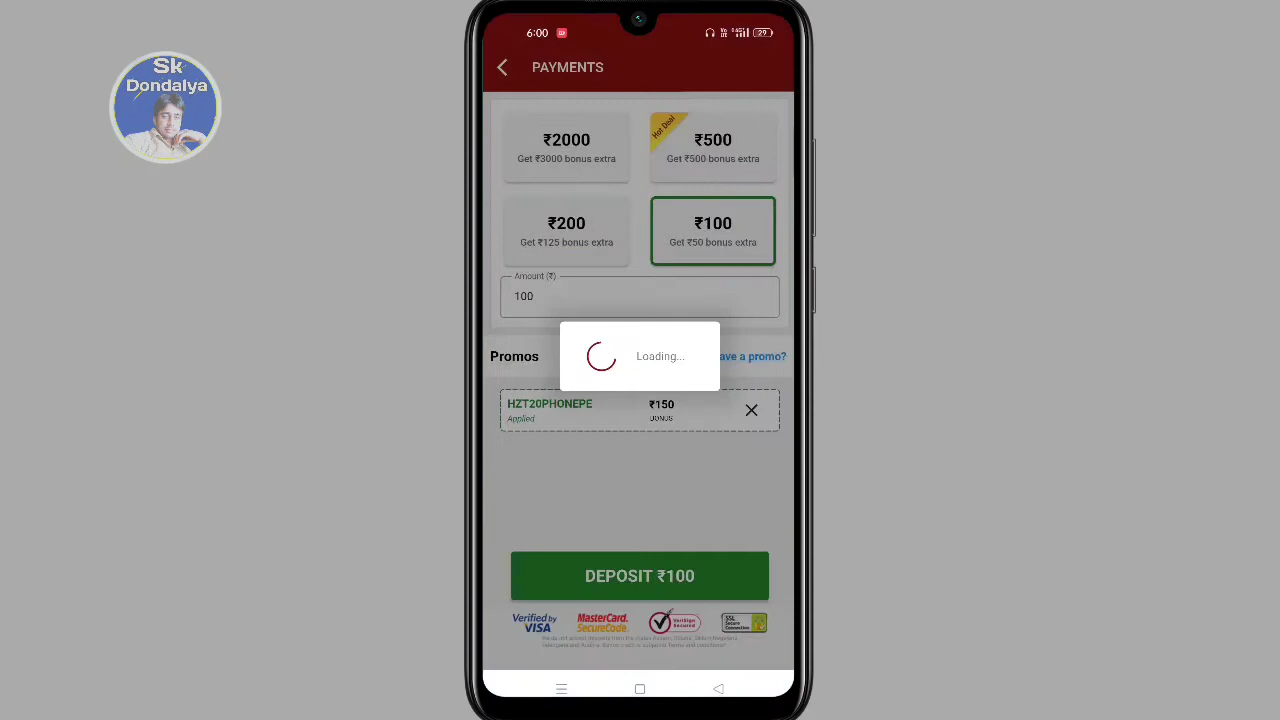 Sk
Dondalya
6:00
29
PAYMENTS
₹2000
Get ₹3000 bonus extra
Hot Deal
₹500
Get ₹500 bonus extra
₹200
Get ₹125 bonus extra
₹100
Get ₹50 bonus extra
Amount (₹)
100
Loading...
Promos
ave a promo?
HZT20PHONEPE
Applied
₹150
BONUS
DEPOSIT ₹100
Verified by
VISA
MasterCard.
SecureCode.
VeriSign
Secured
SSL
Secure
Connection